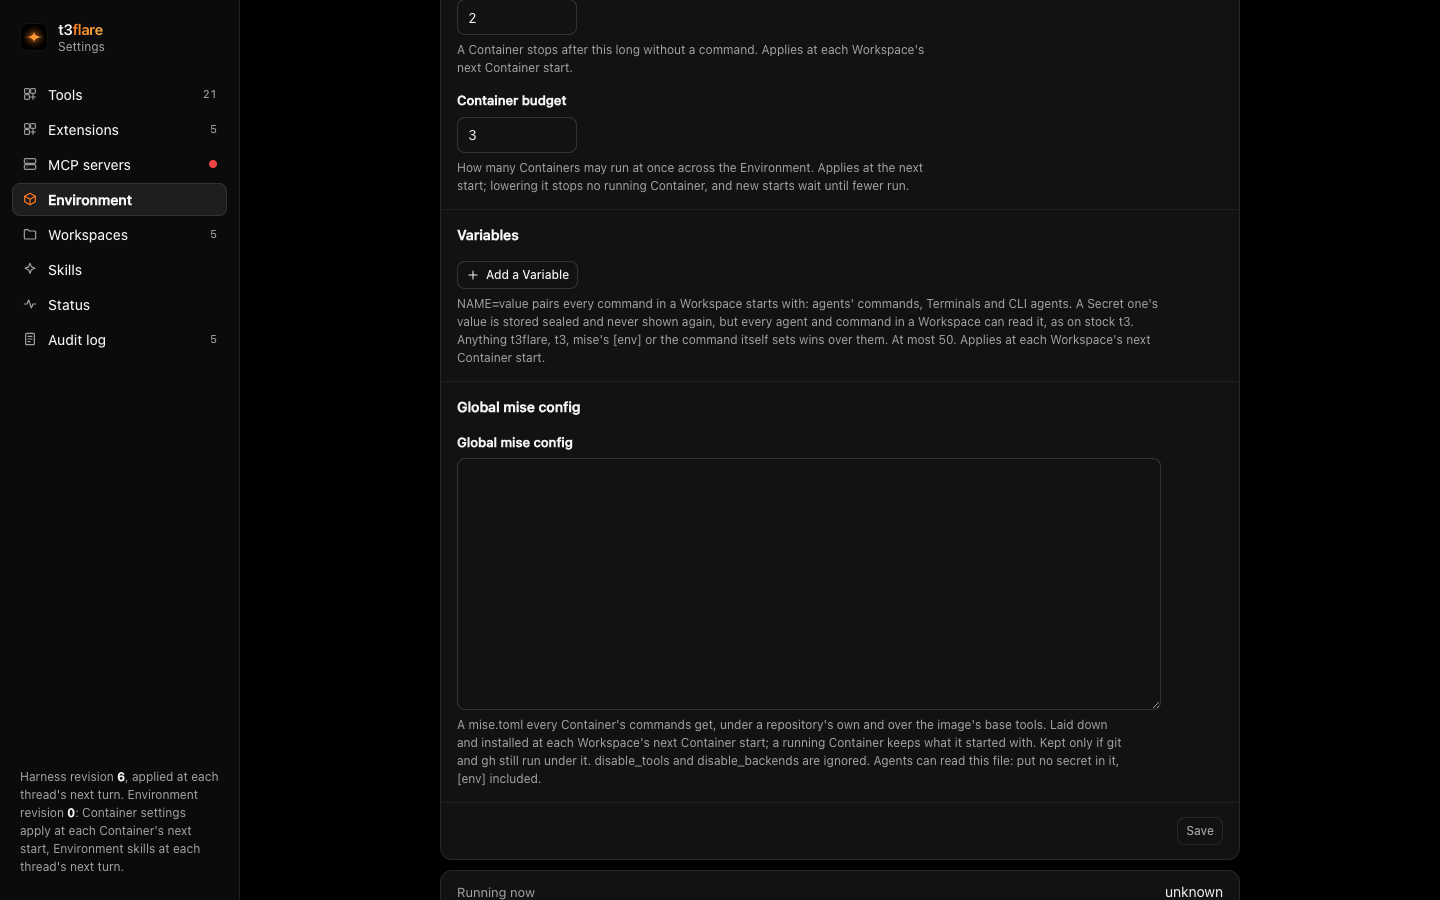 t3flare
Settings
Tools 21
Extensions 5
MCP servers
Environment
Workspaces 5
Skills
Status
Audit log 5
Harness revision 6, applied at each
thread's next turn. Environment
revision 0: Container settings
apply at each Container's next
start, Environment skills at each
thread's next turn.
2
A Container stops after this long without a command. Applies at each Workspace's
next Container start.
Container budget
3
How many Containers may run at once across the Environment. Applies at the next
start; lowering it stops no running Container, and new starts wait until fewer run.
Variables
+ Add a Variable
NAME=value pairs every command in a Workspace starts with: agents' commands, Terminals and CLI agents. A Secret one's
value is stored sealed and never shown again, but every agent and command in a Workspace can read it, as on stock t3.
Anything t3flare, t3, mise's [env] or the command itself sets wins over them. At most 50. Applies at each Workspace's next
Container start.
Global mise config
Global mise config
A mise.toml every Container's commands get, under a repository's own and over the image's base tools. Laid down
and installed at each Workspace's next Container start; a running Container keeps what it started with. Kept only if git
and gh still run under it. disable_tools and disable_backends are ignored. Agents can read this file: put no secret in it,
[env] included.
Save
Running now unknown